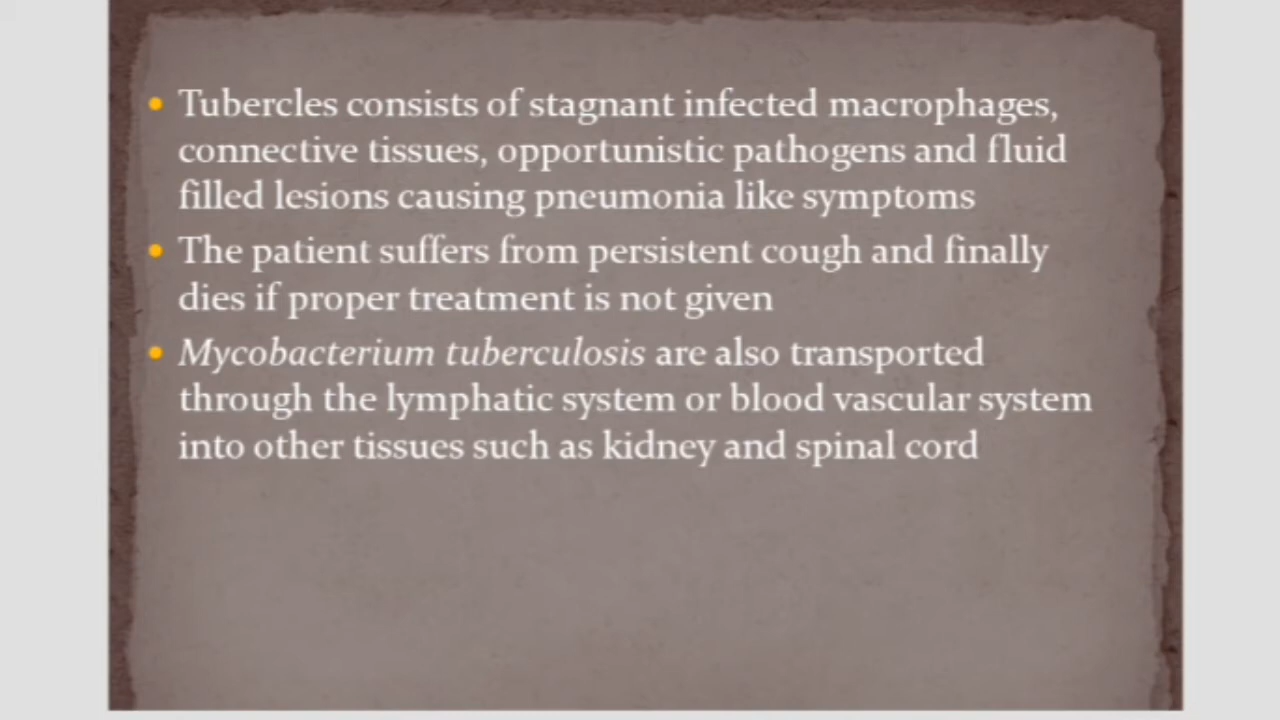 • Tubercles consists of stagnant infected macrophages,
connective tissues, opportunistic pathogens and fluid
filled lesions causing pneumonia like symptoms
• The patient suffers from persistent cough and finally
dies if proper treatment is not given
• Mycobacterium tuberculosis are also transported
through the lymphatic system or blood vascular system
into other tissues such as kidney and spinal cord